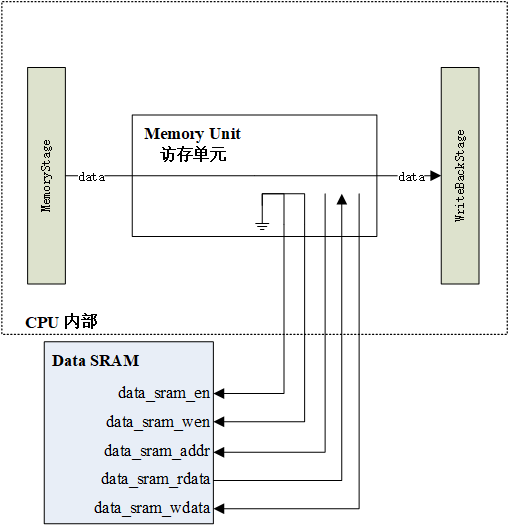 Memory Unit
访存单元
MemoryStage
data
data
WriteBackStage
CPU 内部
Data SRAM
data_sram_en
data_sram_wen
data_sram_addr
data_sram_rdata
data_sram_wdata